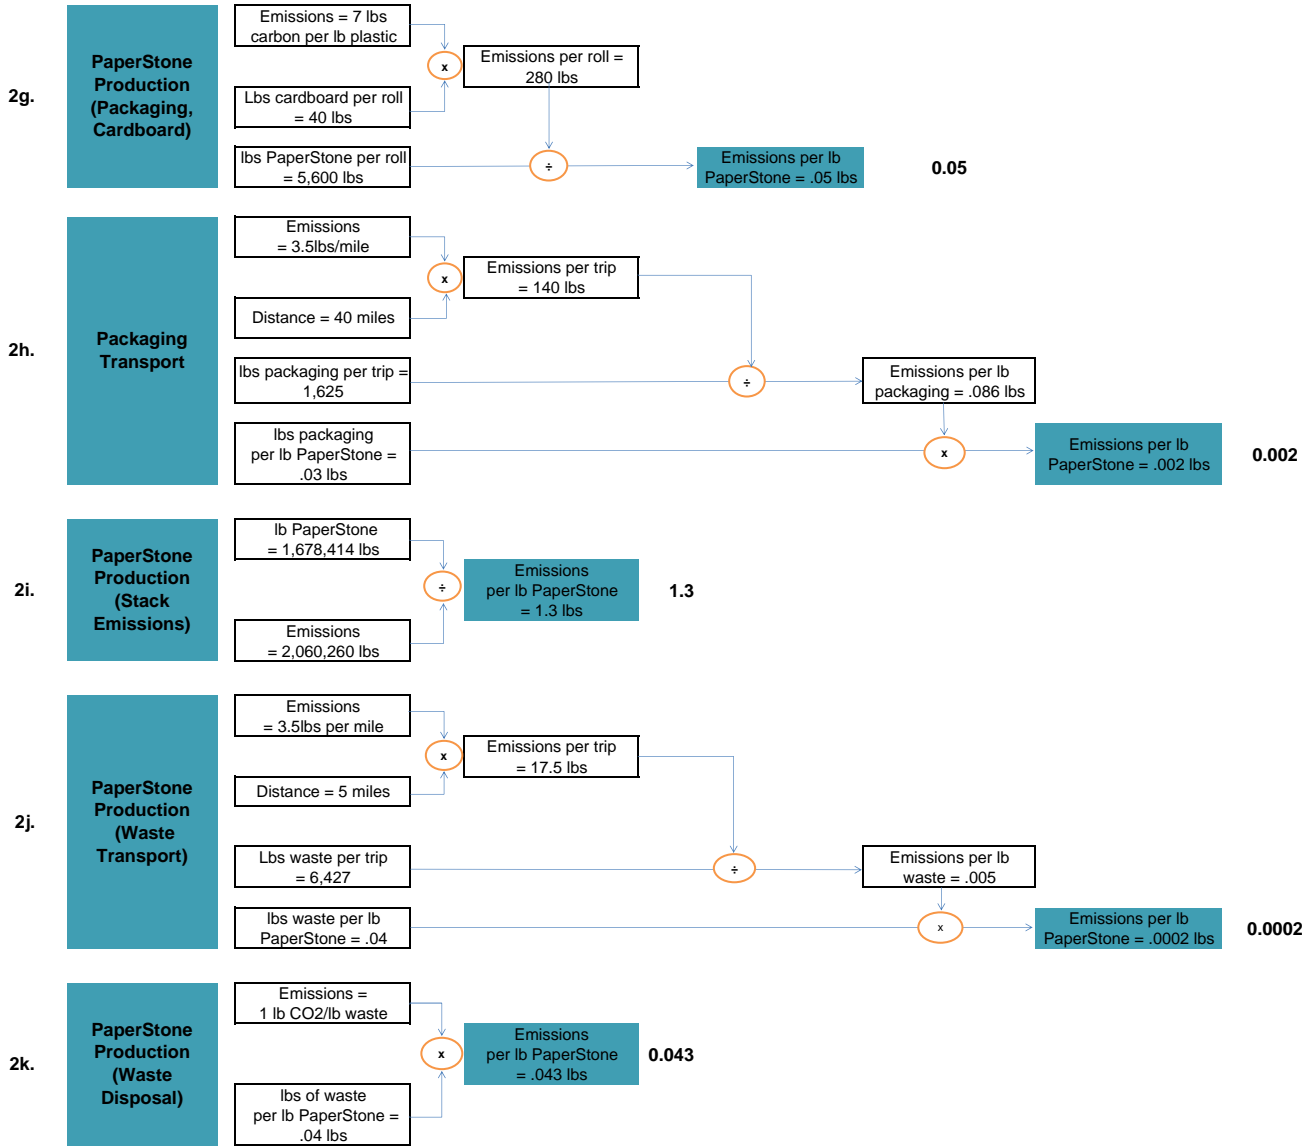 2g.
PaperStone
Production
(Packaging,
Cardboard)
Emissions = 7 lbs
carbon per lb plastic
x
Emissions per roll =
280 lbs
Lbs cardboard per roll
= 40 lbs
lbs PaperStone per roll
= 5,600 lbs
÷
Emissions per lb
PaperStone = .05 lbs
0.05
2h.
Packaging
Transport
Emissions
= 3.5lbs/mile
x
Emissions per trip
= 140 lbs
Distance = 40 miles
lbs packaging per trip =
1,625
÷
Emissions per lb
packaging = .086 lbs
lbs packaging
per lb PaperStone =
.03 lbs
x
Emissions per lb
PaperStone = .002 lbs
0.002
2i.
PaperStone
Production
(Stack
Emissions)
lb PaperStone
= 1,678,414 lbs
÷
Emissions
per lb PaperStone
= 1.3 lbs
1.3
Emissions
= 2,060,260 lbs
2j.
PaperStone
Production
(Waste
Transport)
Emissions
= 3.5lbs per mile
x
Emissions per trip
= 17.5 lbs
Distance = 5 miles
Lbs waste per trip
= 6,427
÷
Emissions per lb
waste = .005
lbs waste per lb
PaperStone = .04
x
Emissions per lb
PaperStone = .0002 lbs
0.0002
2k.
PaperStone
Production
(Waste
Disposal)
Emissions =
1 lb CO2/lb waste
x
Emissions
per lb PaperStone
= .043 lbs
0.043
lbs of waste
per lb PaperStone =
.04 lbs